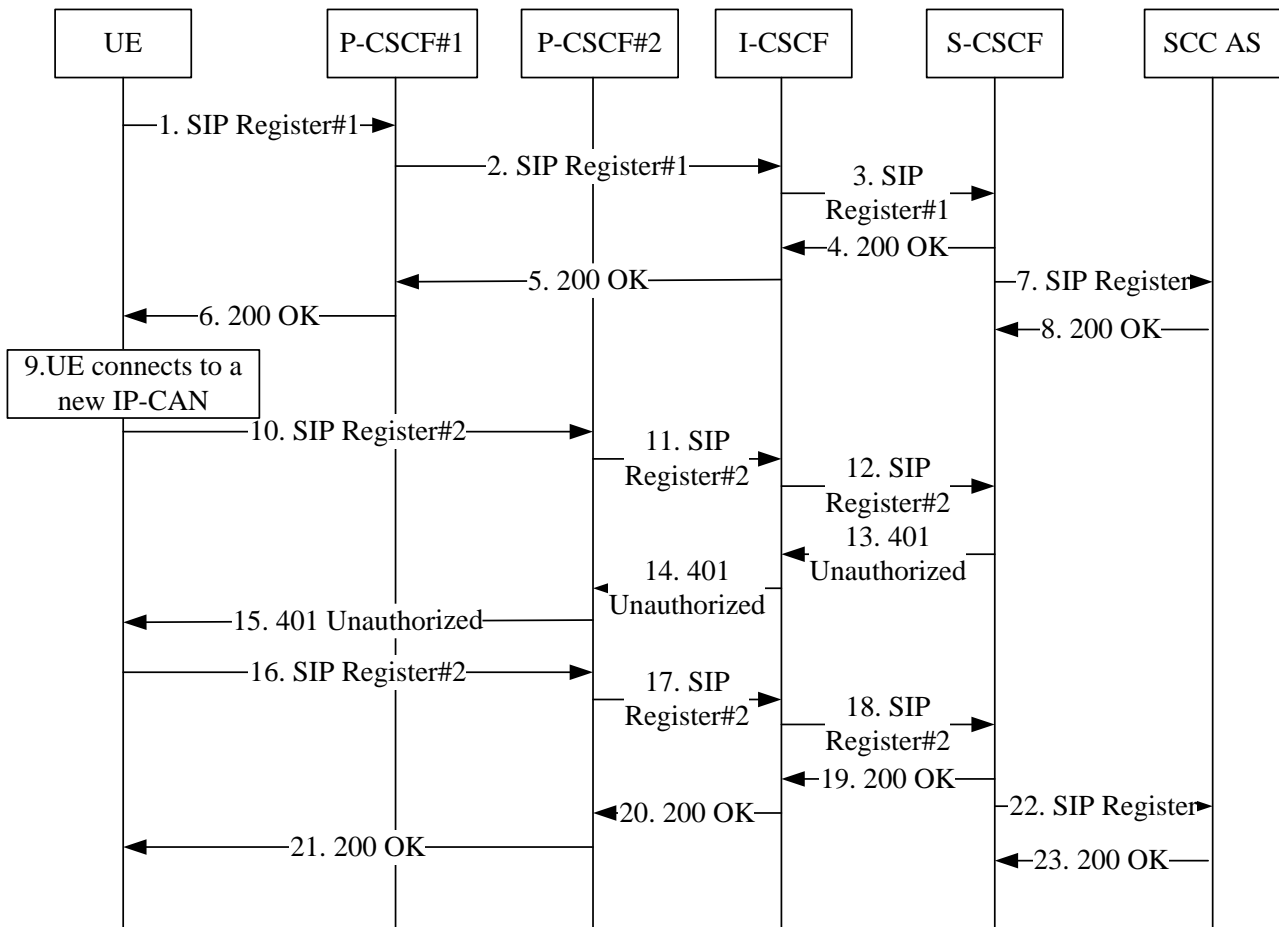 UE
P-CSCF#1
P-CSCF#2
I-CSCF
S-CSCF
SCC AS
1. SIP Register#1
2. SIP Register#1
3. SIP
Register#1
4. 200 OK
5. 200 OK
7. SIP Register
6. 200 OK
8. 200 OK
9.UE connects to a
new IP-CAN
10. SIP Register#2
11. SIP
Register#2
12. SIP
Register#2
13. 401
Unauthorized
14. 401
Unauthorized
15. 401 Unauthorized
16. SIP Register#2
17. SIP
Register#2
18. SIP
Register#2
19. 200 OK
20. 200 OK
22. SIP Register
21. 200 OK
23. 200 OK